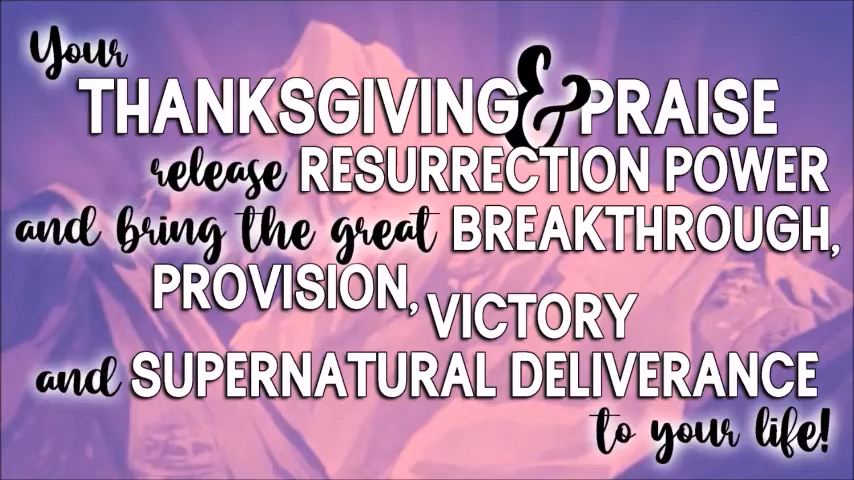 Your
THANKSGIVING & PRAISE
release RESURRECTION POWER
and bring the great BREAKTHROUGH,
PROVISION, VICTORY
and SUPERNATURAL DELIVERANCE
to your life!